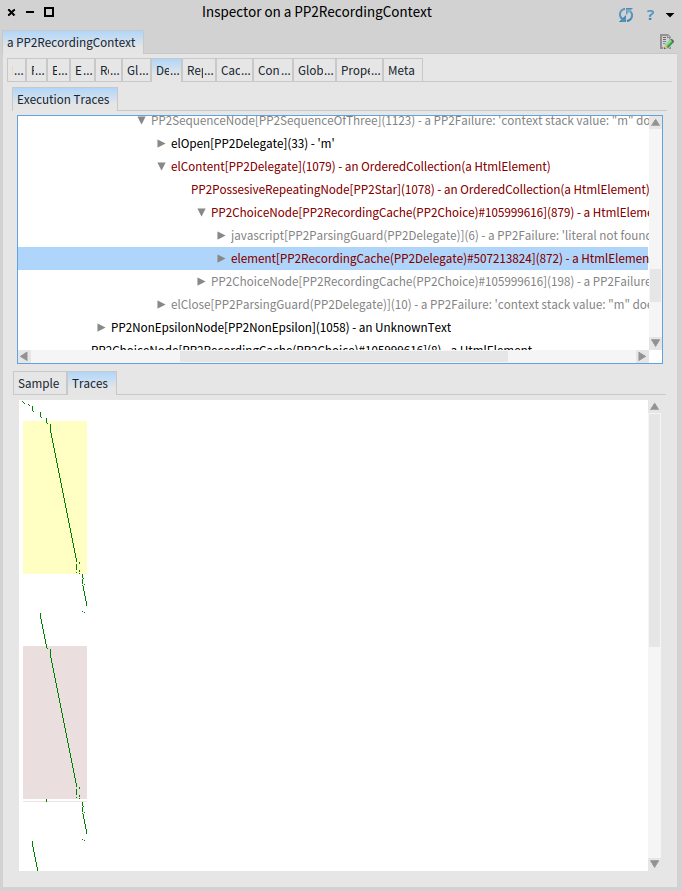 Inspector on a PP2RecordingContext
?
a PP2RecordingContext
... E... E... Gl... De... Cac... Con... Glob... Prope... Meta
Execution Traces
PP2SequenceNode[PP2SequenceOfThree](1123) - a PP2Failure: 'context stack value: "m" do
elOpen[PP2Delegate](33) - 'm'
elContent[PP2Delegate](1079) - an OrderedCollection(a HtmlElement)
PP2PossesiveRepeatingNode[PP2Star](1078) - an OrderedCollection(a HtmlElement)
PP2ChoiceNode[PP2RecordingCache(PP2Choice)#105999616](879) - a HtmlEleme
javascript[PP2ParsingGuard(PP2Delegate)](6) - a PP2Failure: 'literal not found
element[PP2RecordingCache(PP2Delegate)#507213824](872) - a HtmlElemen
PP2ChoiceNode[PP2RecordingCache(PP2Choice)#105999616](198) - a PP2Failure
elClose[PP2ParsingGuard(PP2Delegate)](10) - a PP2Failure: 'context stack value: "m" doe
PP2NonEpsilonNode[PP2NonEpsilon](1058) - an UnknownText
PP2ChoiceNode[PP2RecordingCache(PP2Choice)#105999616](8) - a HtmlElement
Sample Traces